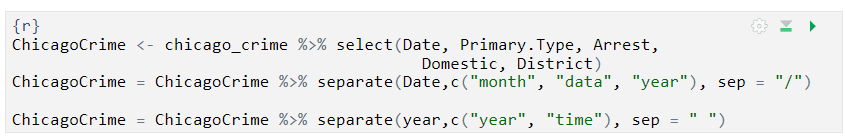 {r}
ChicagoCrime <- chicago_crime %>% select(Date, Primary.Type, Arrest,
Domestic, District)
ChicagoCrime = ChicagoCrime %>% separate(Date,c("month", "data", "year"), sep = "/")
ChicagoCrime = ChicagoCrime %>% separate(year,c("year", "time"), sep = " ")